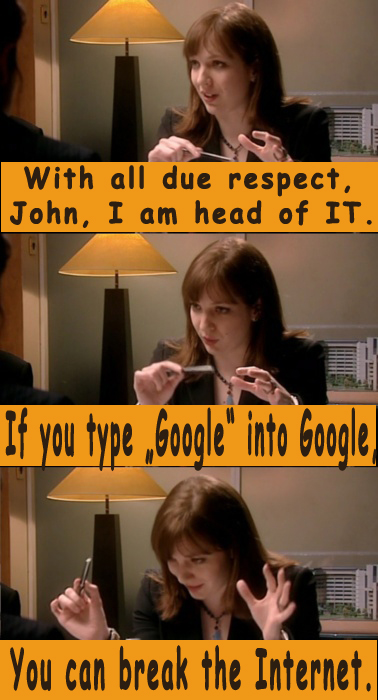 With all due respect,
John, I am head of IT.
If you type „Google“ into Google,
You can break the Internet.